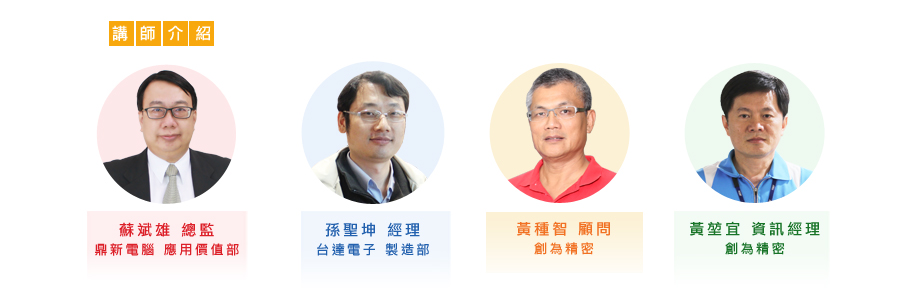 講師介紹
蘇斌雄 總監
鼎新電腦 應用價值部
孫聖坤 經理
台達電子 製造部
黃種智 顧問
創為精密
黃堃宜 資訊經理
創為精密